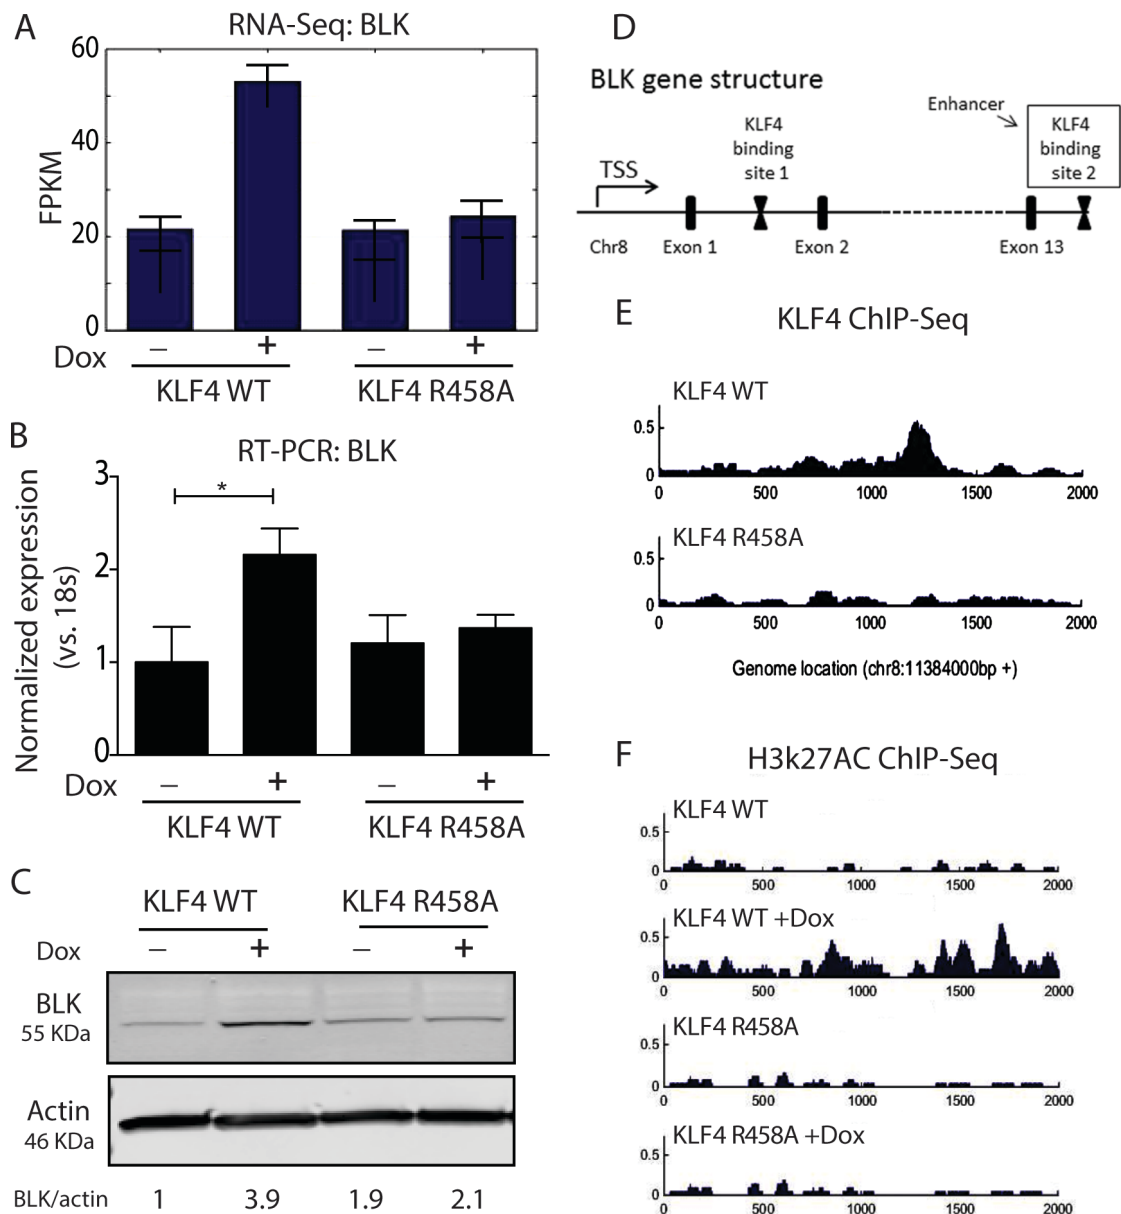 A
RNA-Seq: BLK
FPKM
60
40
20
0
Dox
– + – +
KLF4 WT KLF4 R458A
B
RT-PCR: BLK
Normalized expression
(vs. 18s)
3
*
2
1
0
Dox
– + – +
KLF4 WT KLF4 R458A
C
KLF4 WT KLF4 R458A
Dox – + – +
BLK
55 KDa
Actin
46 KDa
BLK/actin 1 3.9 1.9 2.1
D
BLK gene structure
Enhancer
KLF4
binding
site 1
KLF4
binding
site 2
TSS
Chr8 Exon 1 Exon 2 Exon 13
E
KLF4 ChIP-Seq
KLF4 WT
0.5
0
0 500 1000 1500 2000
KLF4 R458A
0.5
0
0 500 1000 1500 2000
Genome location (chr8:11384000bp +)
F
H3k27AC ChIP-Seq
KLF4 WT
0.5
0
0 500 1000 1500 2000
KLF4 WT +Dox
0.5
0
0 500 1000 1500 2000
KLF4 R458A
0.5
0
0 500 1000 1500 2000
KLF4 R458A +Dox
0.5
0
0 500 1000 1500 2000